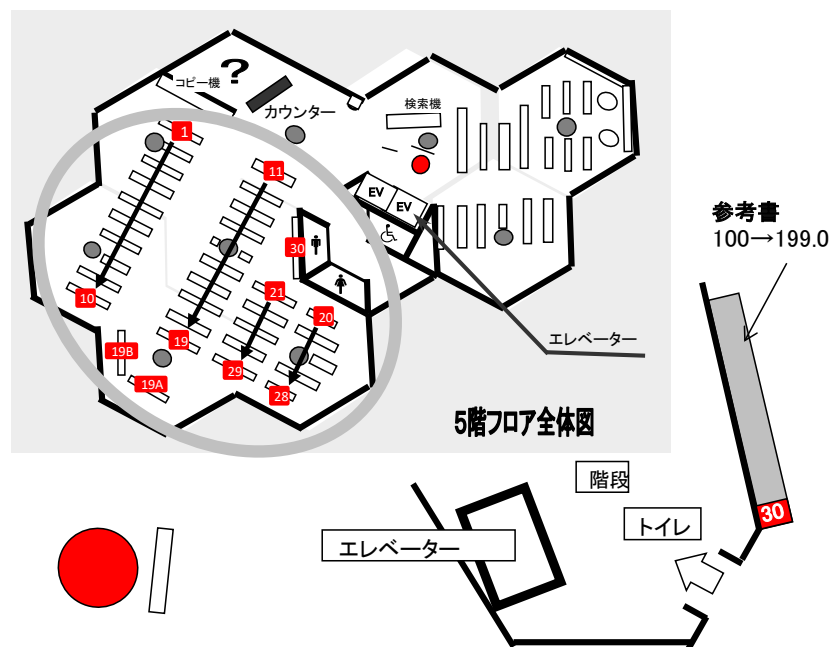 ?
コピー機
カウンター
検索機
1
11
EV
EV
30
10
21
20
19
19B
29
19A
28
エレベーター
5階フロア全体図
参考書
100→199.0
30
階段
トイレ
エレベーター